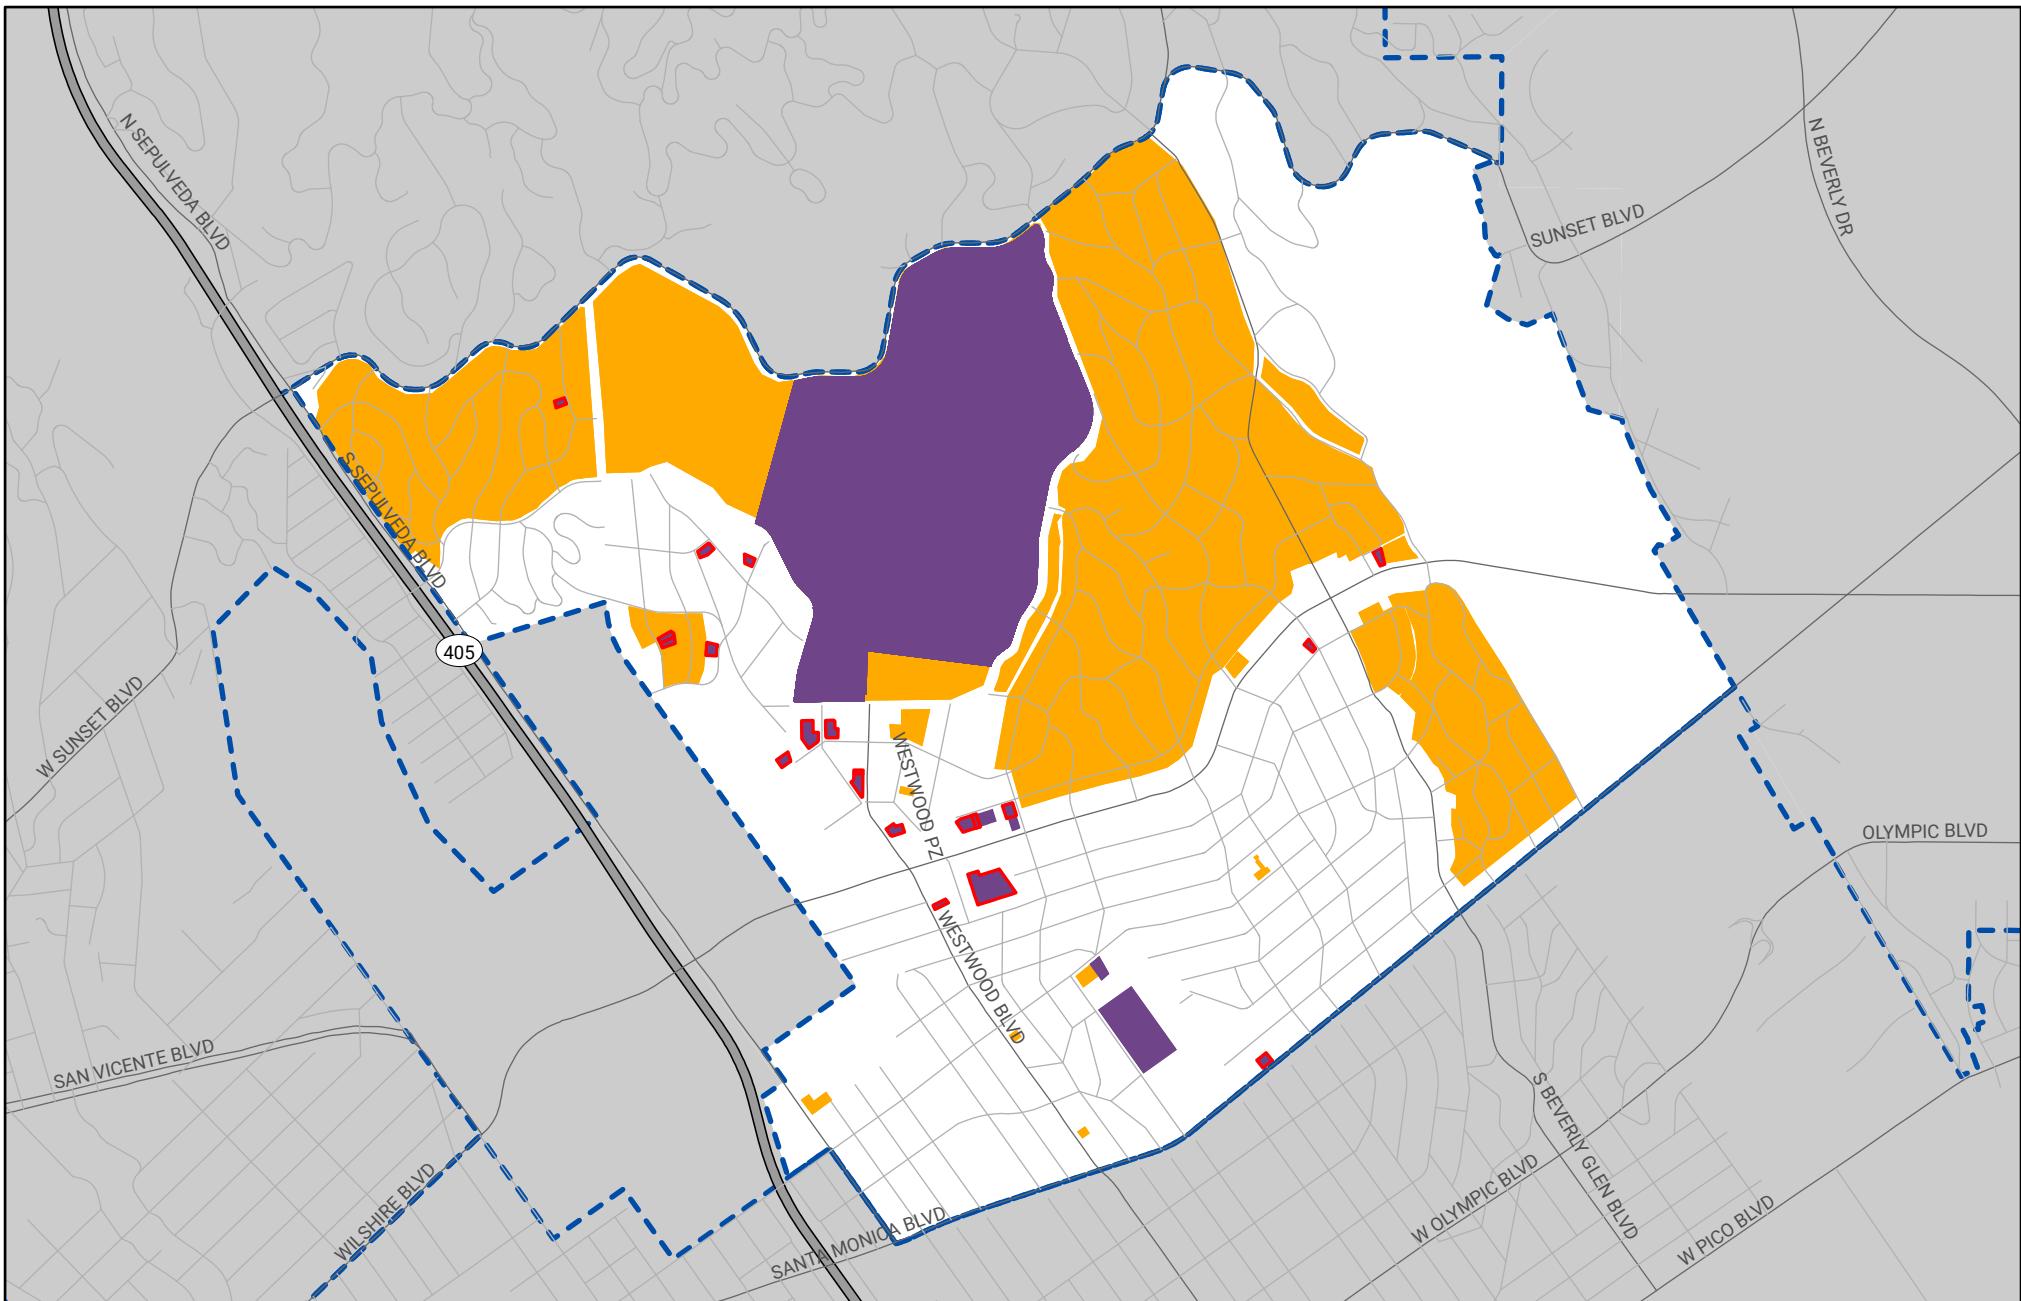 N SEPULVEDA BLVD
N BEVERLY DR
SUNSET BLVD
S SEPULVEDA BLVD
405
W SUNSET BLVD
WESTWOOD PZ
OLYMPIC BLVD
WESTWOOD BLVD
SAN VICENTE BLVD
S BEVERLY GLEN BLVD
WILSHIRE BLVD
W OLYMPIC BLVD
W PICO BLVD
SANTA MONICA BLVD